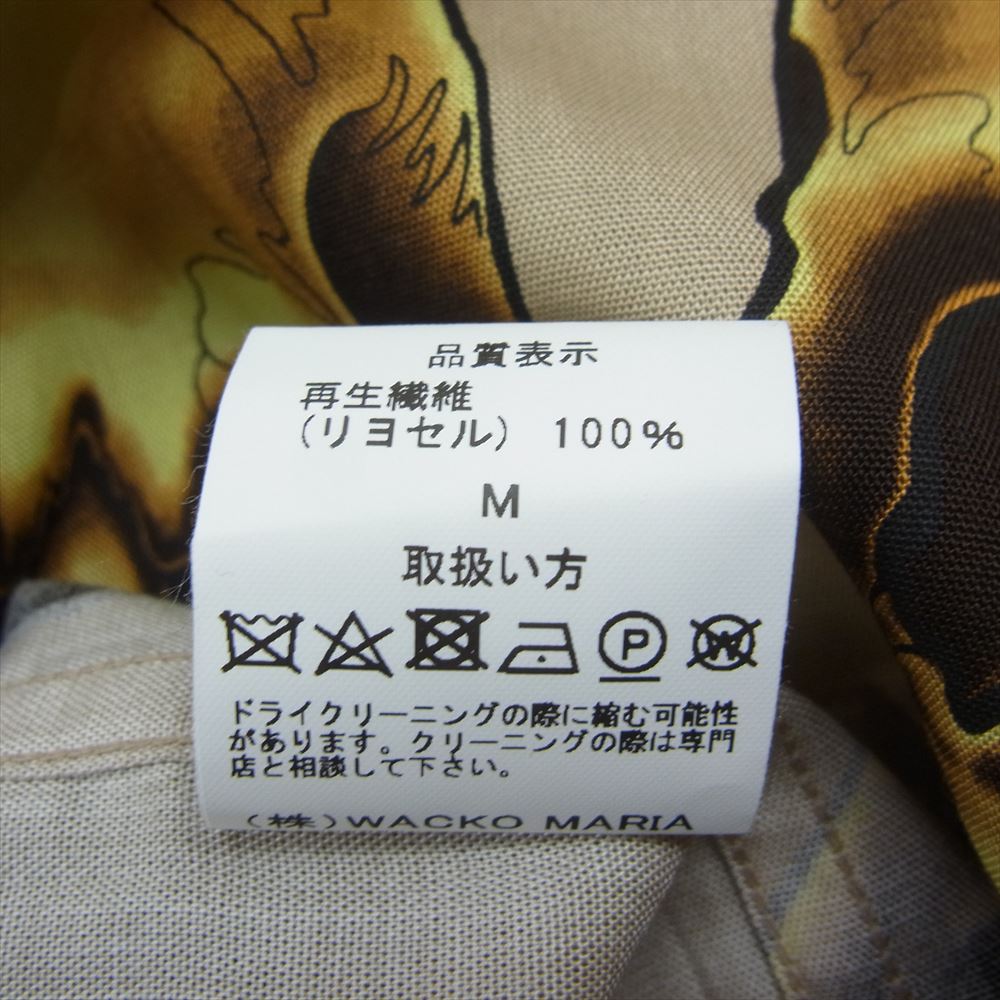 品質表示
再生繊維
(リヨセル) 100%
M
取扱い方
P W
ドライクリーニングの際に縮む可能性
があります。クリーニングの際は専門
店と相談して下さい。
(株)WACKO MARIA